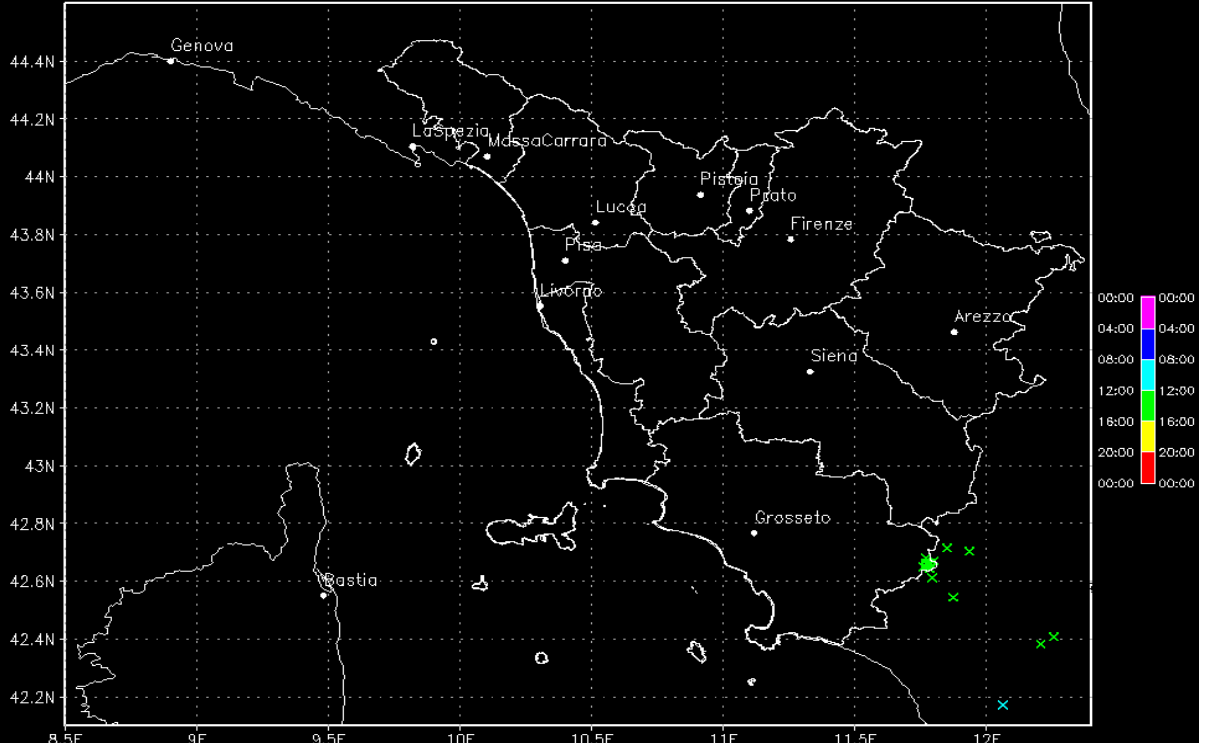 Genova
44.4N
44.2N
LaSpezia
MassaCarrara
44N
Pistoia
Prato
Lucca
Firenze
43.8N
Pisa
43.6N
Livorno
00:00 00:00
Arezzo
04:00 04:00
43.4N
Siena
08:00 08:00
12:00 12:00
43.2N
16:00 16:00
20:00 20:00
43N
00:00 00:00
42.8N
Grosseto
42.6N
Bastia
42.4N
42.2N
8.5E 9E 9.5E 10E 10.5E 11E 11.5E 12E